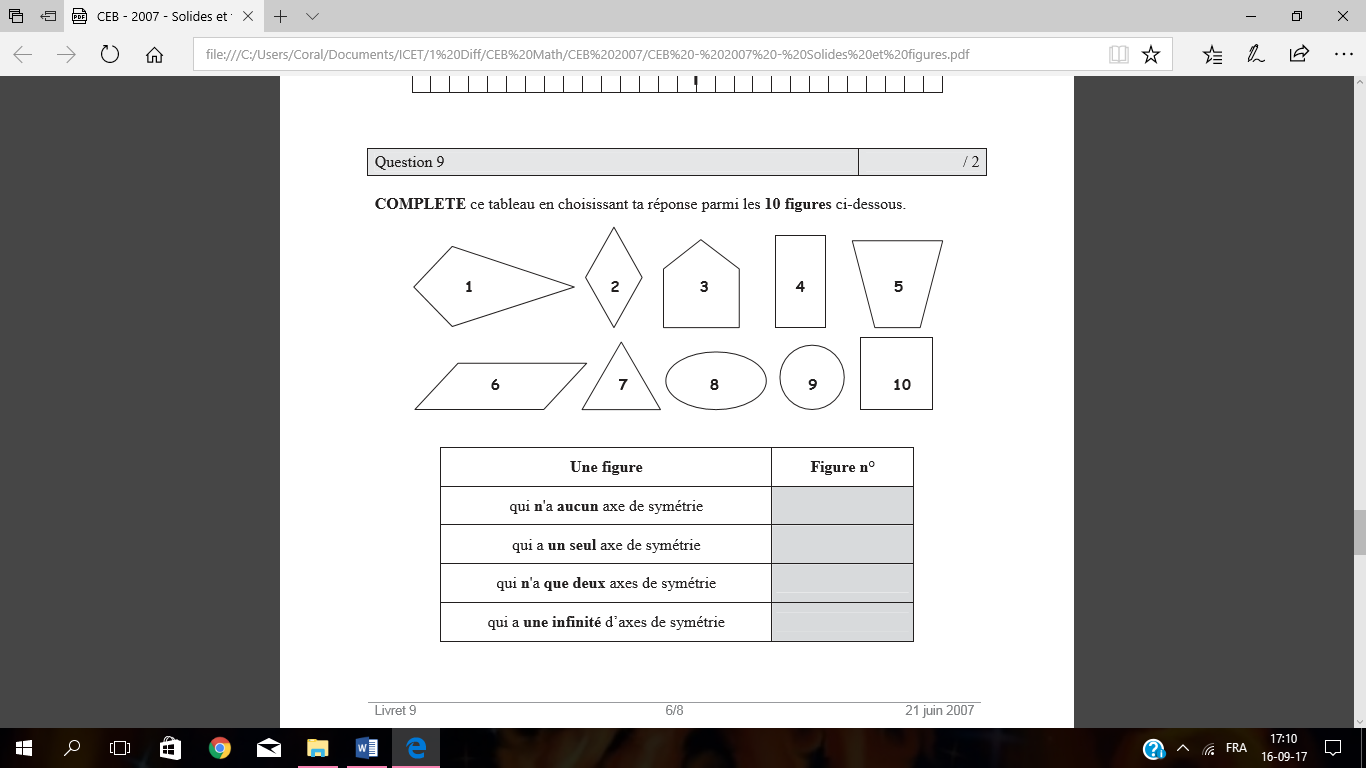 CEB - 2007 - Solides et
file:///C:/Users/Coral/Documents/ICET/1%20Diff/CEB%20Math/CEB%202007/CEB%20-%202007%20-%20Solides%20et%20figures.pdf
Question 9 / 2
COMPLETE ce tableau en choisissant ta réponse parmi les 10 figures ci-dessous.
1 2 3 4 5
6 7 8 9 10
Une figure Figure n°
qui n'a aucun axe de symétrie
qui a un seul axe de symétrie
qui n'a que deux axes de symétrie
qui a une infinité d’axes de symétrie
Livret 9 6/8 21 juin 2007
FRA 17:10
16-09-17